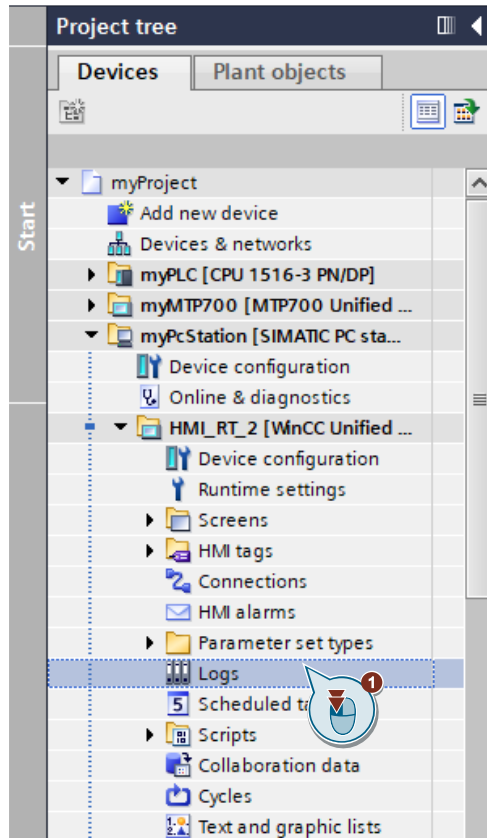 Project tree
Devices
Plant objects
Start
myProject
Add new device
Devices & networks
myPLC [CPU 1516-3 PN/DP]
myMTP700 [MTP700 Unified ...
myPcStation [SIMATIC PC sta...
Device configuration
Online & diagnostics
HMI_RT_2 [WinCC Unified ...
Device configuration
Runtime settings
Screens
HMI tags
Connections
HMI alarms
Parameter set types
Logs
1
Scheduled
Scripts
Collaboration data
Cycles
Text and graphic lists